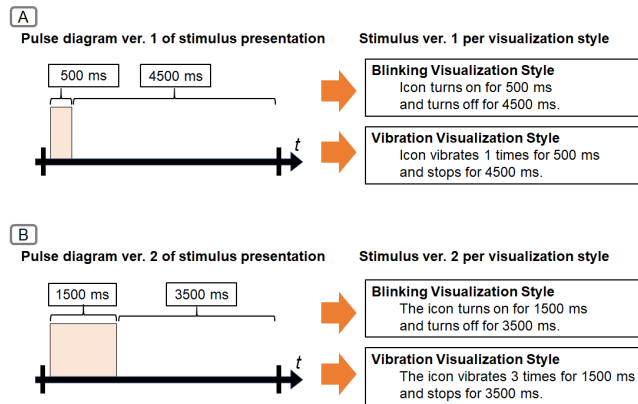 A
Pulse diagram ver. 1 of stimulus presentation
500 ms
4500 ms
t
Stimulus ver. 1 per visualization style
Blinking Visualization Style
Icon turns on for 500 ms
and turns off for 4500 ms.
Vibration Visualization Style
Icon vibrates 1 times for 500 ms
and stops for 4500 ms.
B
Pulse diagram ver. 2 of stimulus presentation
1500 ms
3500 ms
t
Stimulus ver. 2 per visualization style
Blinking Visualization Style
The icon turns on for 1500 ms
and turns off for 3500 ms.
Vibration Visualization Style
The icon vibrates 3 times for 1500 ms
and stops for 3500 ms.